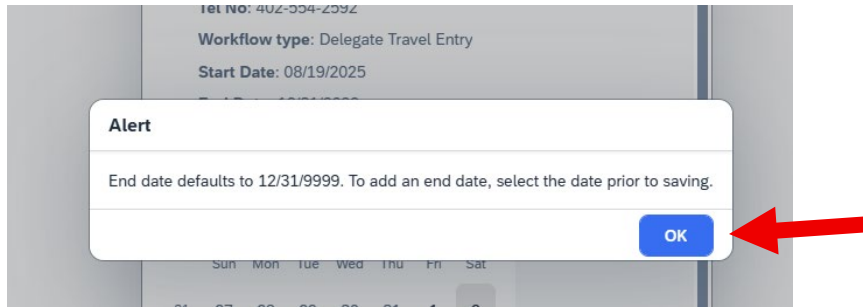 Tel No: 402-554-2592
Workflow type: Delegate Travel Entry
Start Date: 08/19/2025
Alert
End date defaults to 12/31/9999. To add an end date, select the date prior to saving.
OK
Sun Mon Tue Wed Thu Fri Sat